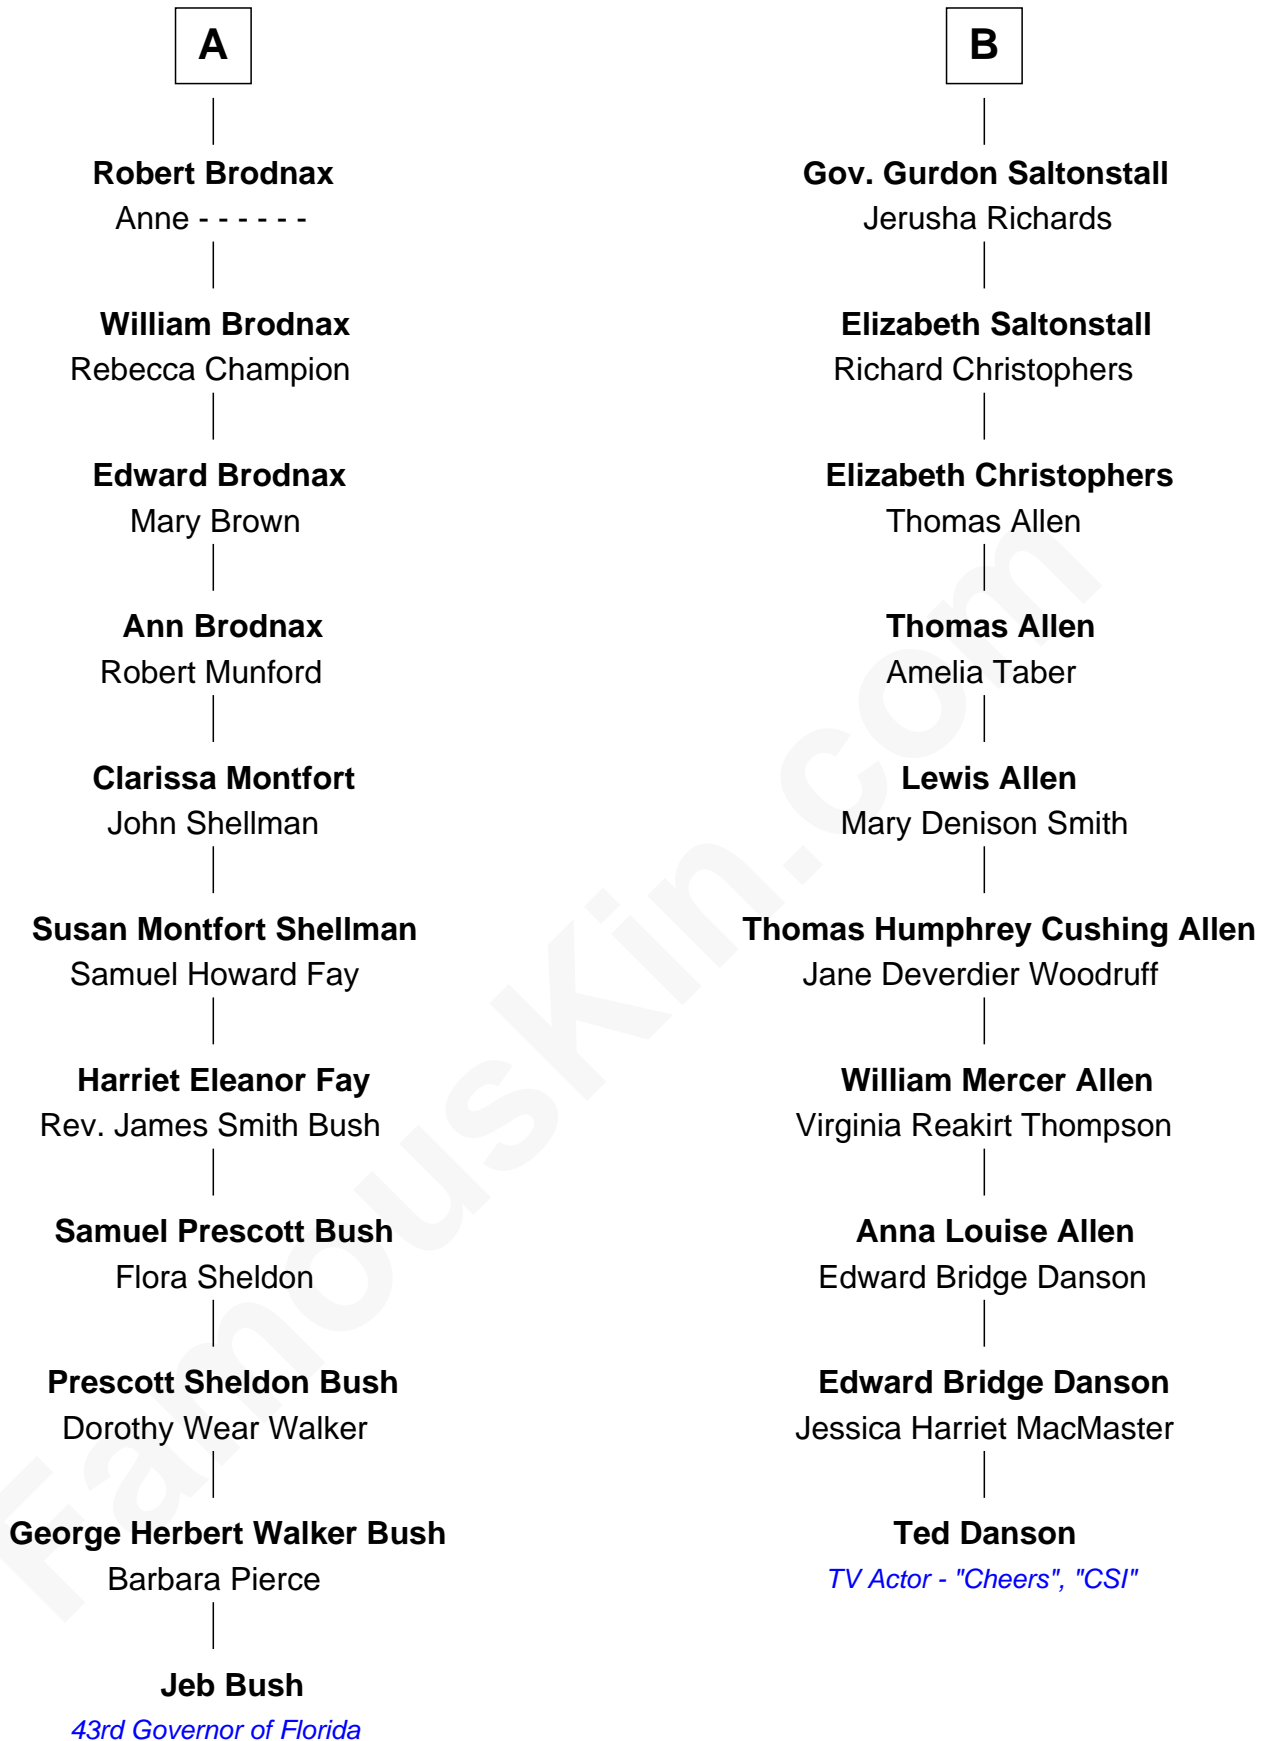 A
Robert Brodnax
Anne - - - - - -
William Brodnax
Rebecca Champion
Edward Brodnax
Mary Brown
Ann Brodnax
Robert Munford
Clarissa Montfort
John Shellman
Susan Montfort Shellman
Samuel Howard Fay
Harriet Eleanor Fay
Rev. James Smith Bush
Samuel Prescott Bush
Flora Sheldon
Prescott Sheldon Bush
Dorothy Wear Walker
George Herbert Walker Bush
Barbara Pierce
Jeb Bush
43rd Governor of Florida
B
Gov. Gurdon Saltonstall
Jerusha Richards
Elizabeth Saltonstall
Richard Christophers
Elizabeth Christophers
Thomas Allen
Thomas Allen
Amelia Taber
Lewis Allen
Mary Denison Smith
Thomas Humphrey Cushing Allen
Jane Deverdier Woodruff
William Mercer Allen
Virginia Reakirt Thompson
Anna Louise Allen
Edward Bridge Danson
Edward Bridge Danson
Jessica Harriet MacMaster
Ted Danson
TV Actor - "Cheers", "CSI"
FamousKin.com